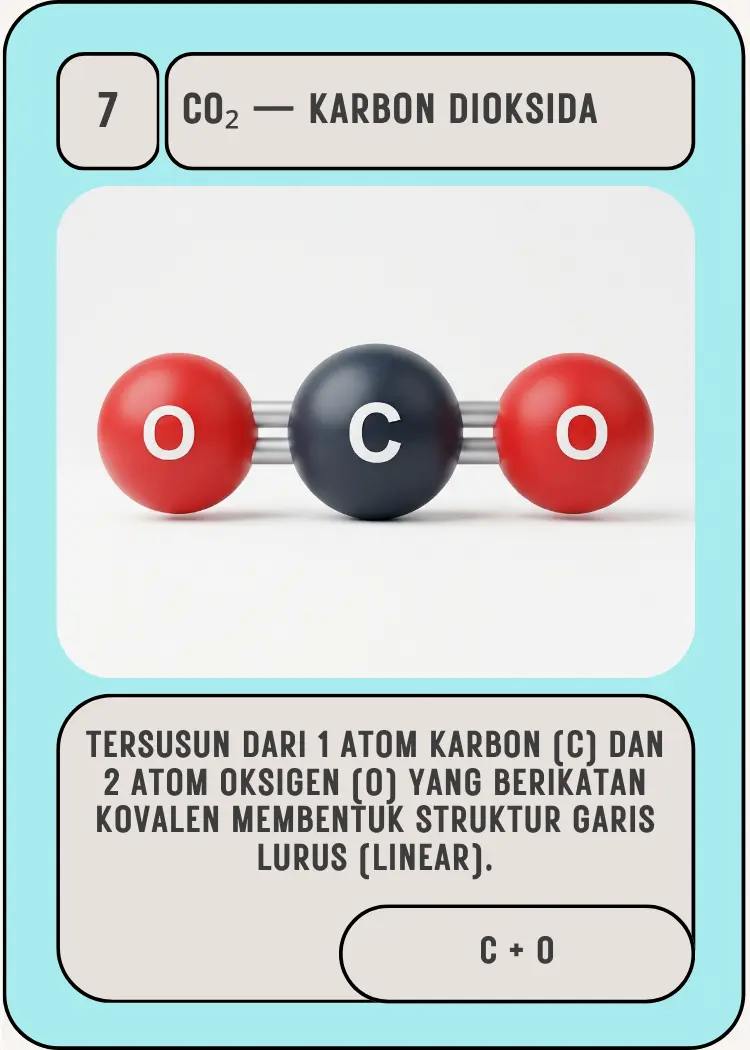 7
CO₂ — KARBON DIOKSIDA
O
C
O
TERSUSUN DARI 1 ATOM KARBON (C) DAN
2 ATOM OKSIGEN (O) YANG BERIKATAN
KOVALEN MEMBENTUK STRUKTUR GARIS
LURUS (LINEAR).
C + O